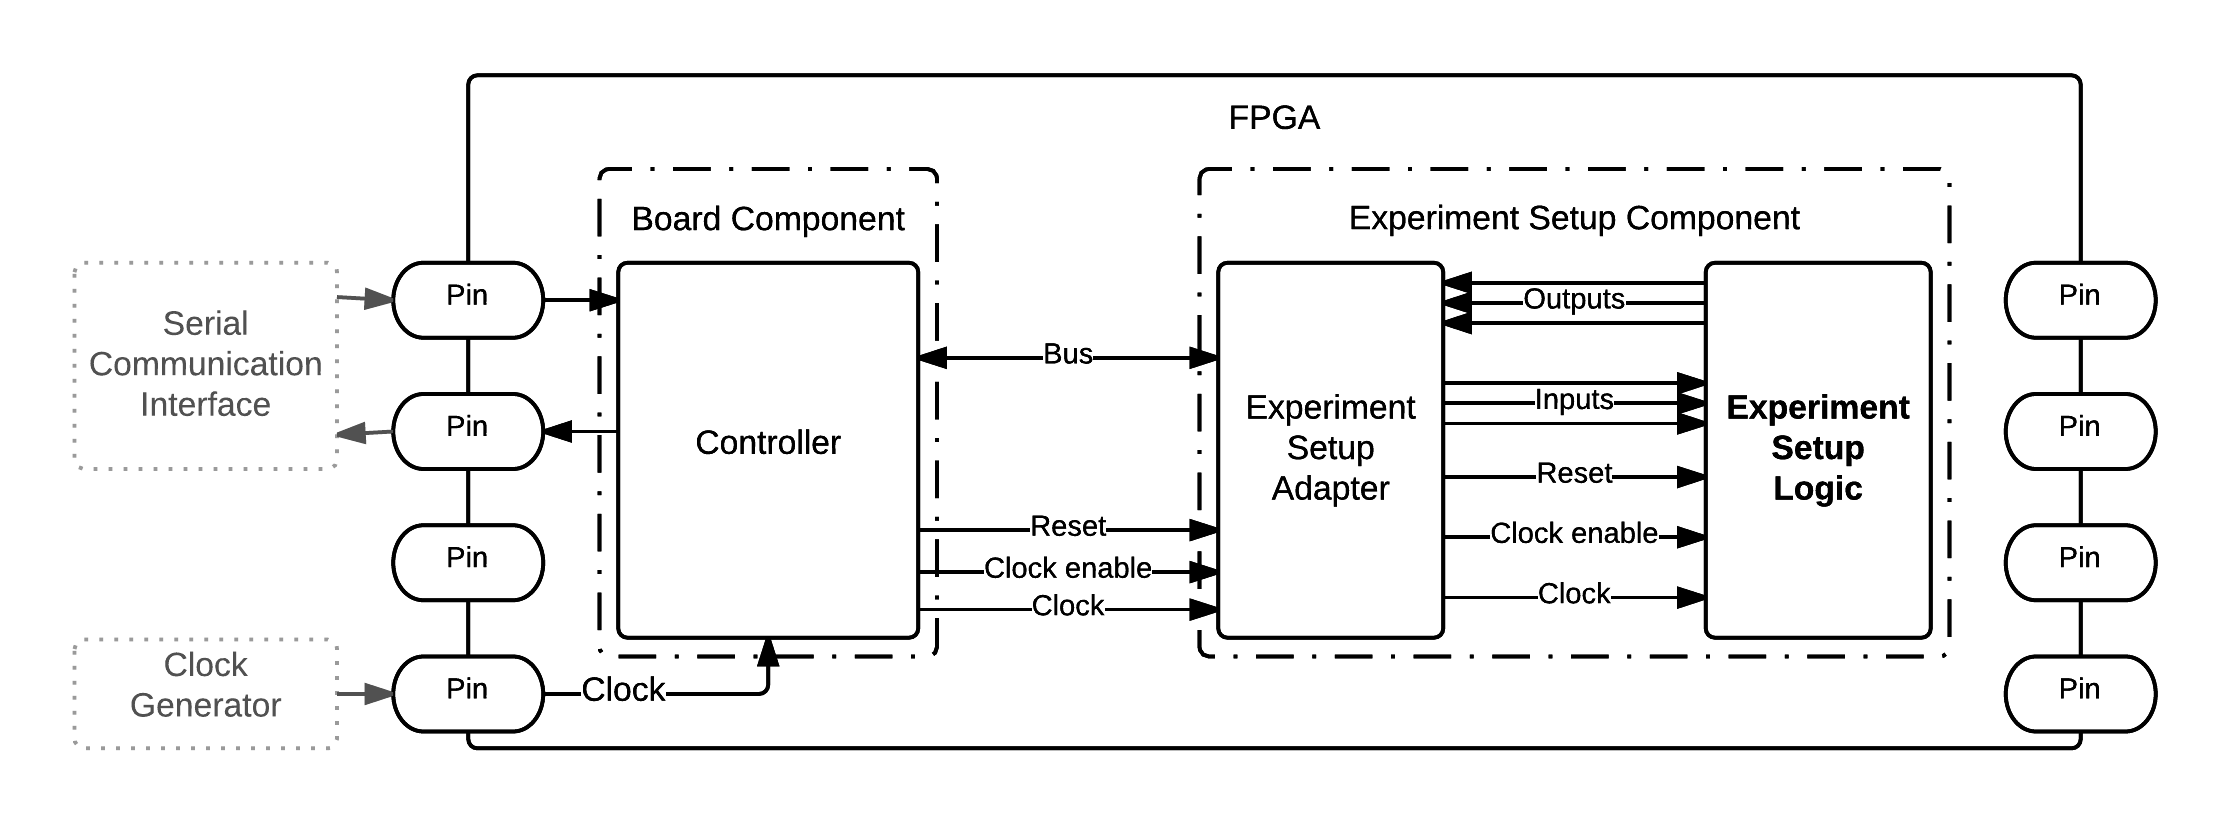 FPGA
Board Component
Experiment Setup Component
Serial
Communication
Interface
Pin
Pin
Pin
Pin
Clock
Generator
Clock
Controller
Bus
Reset
Clock enable
Clock
Experiment
Setup
Adapter
Outputs
Inputs
Reset
Clock enable
Clock
Experiment
Setup
Logic
Pin
Pin
Pin
Pin